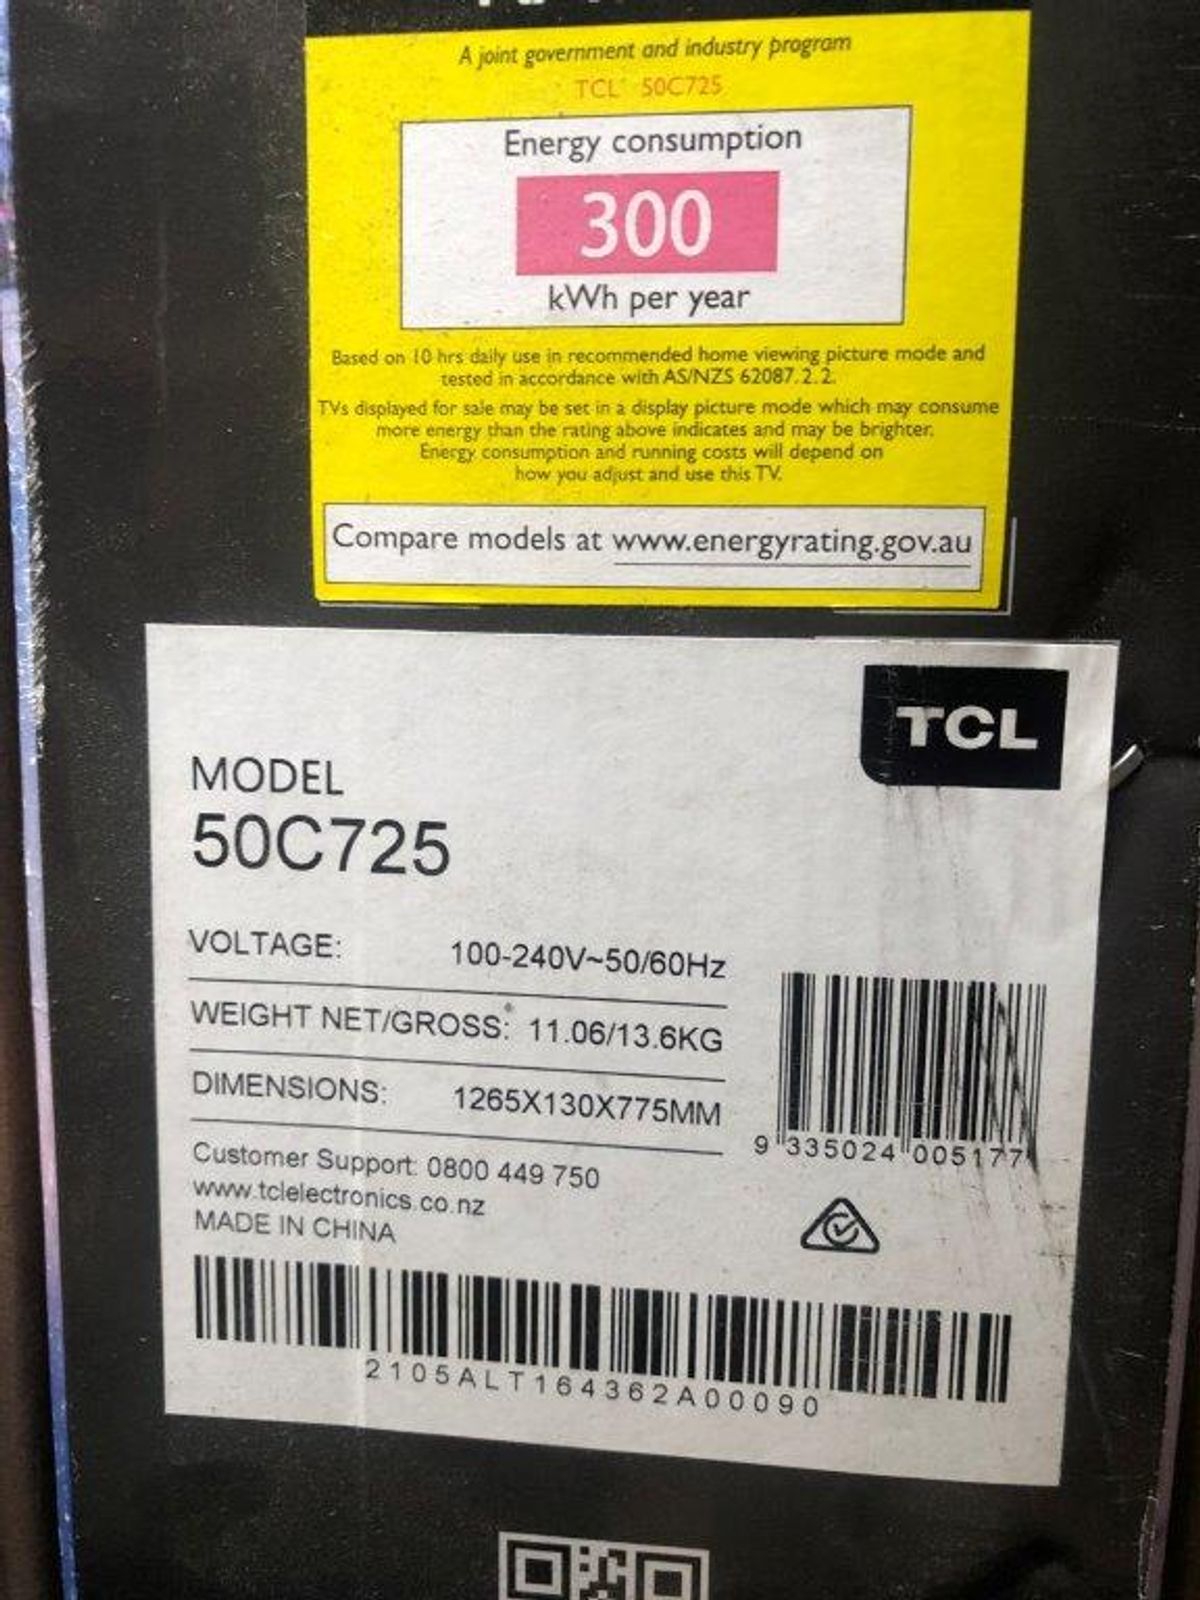 A joint government and industry program
TCL 50C725
Energy consumption
300
kWh per year
Based on 10 hrs daily use in recommended home viewing picture mode and
tested in accordance with AS/NZS 62087.2.2.
TVs displayed for sale may be set in a display picture mode which may consume
more energy than the rating above indicates and may be brighter.
Energy consumption and running costs will depend on
how you adjust and use this TV.
Compare models at www.energyrating.gov.au
TCL
MODEL
50C725
VOLTAGE: 100-240V~50/60Hz
WEIGHT NET/GROSS: 11.06/13.6KG
DIMENSIONS: 1265X130X775MM
9 335024 005177
Customer Support: 0800 449 750
www.tclelectronics.co.nz
MADE IN CHINA
2105ALT164362A00090